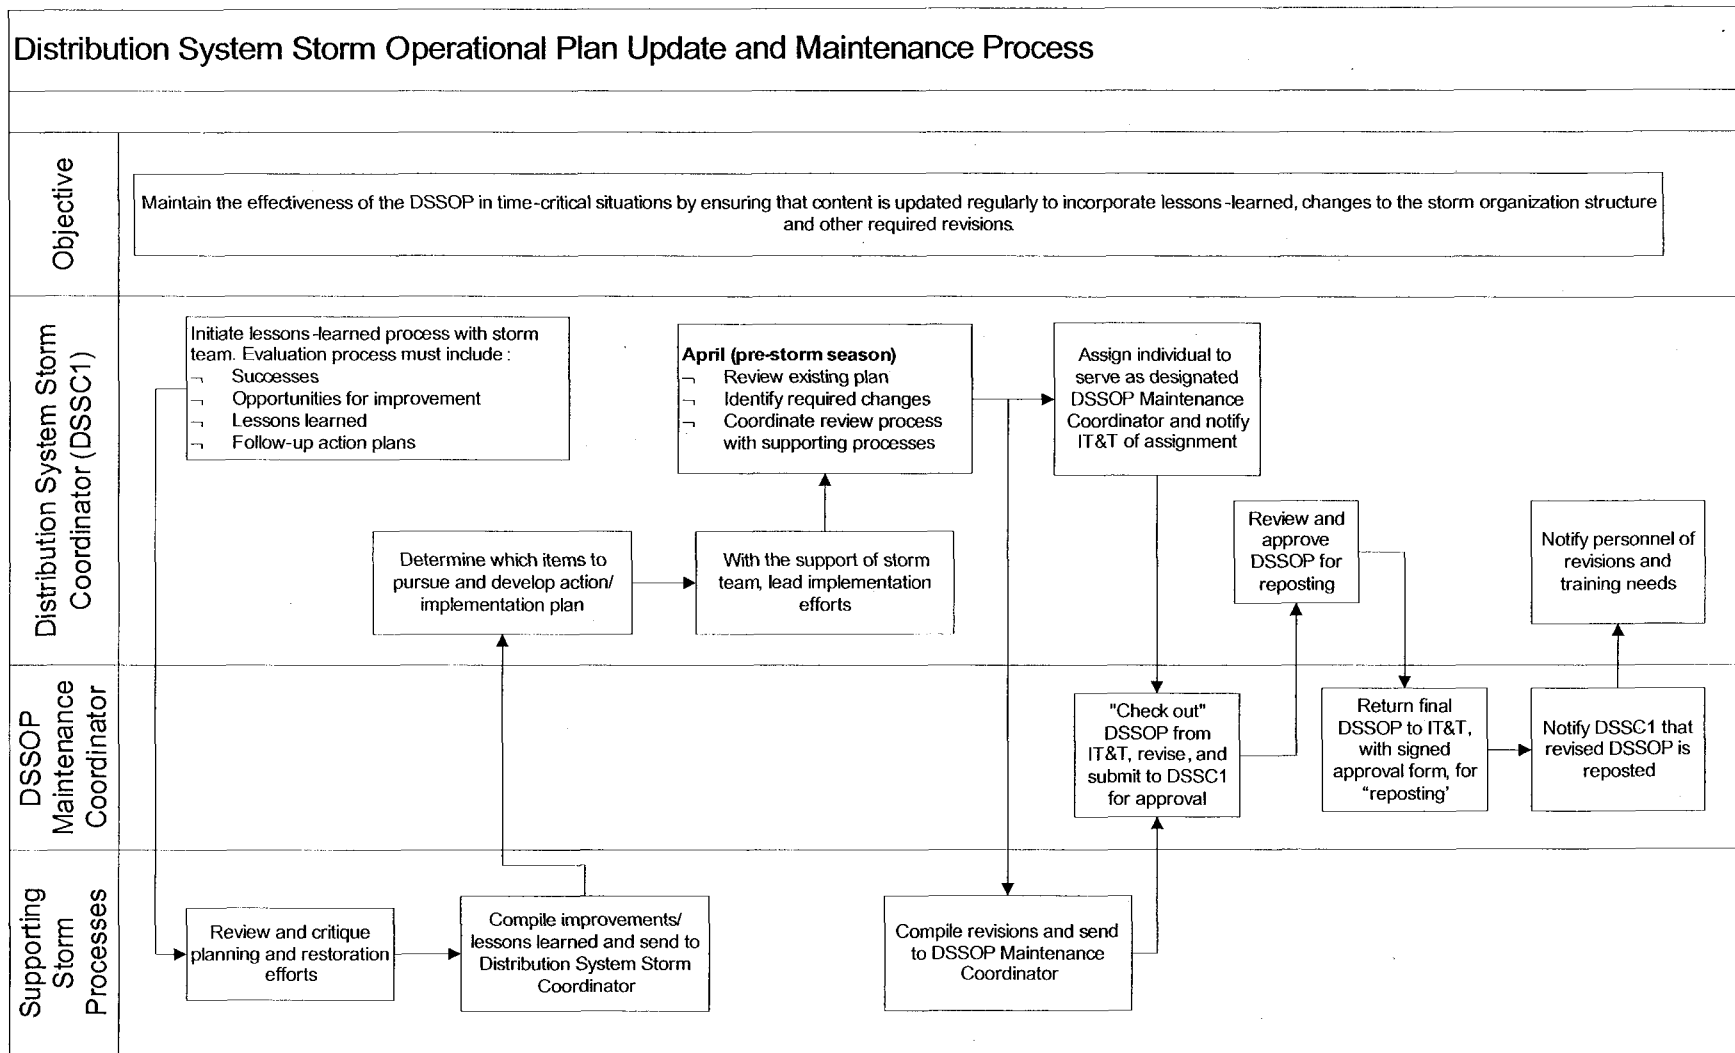 Distribution System Storm Operational Plan Update and Maintenance Process
Objective
Maintain the effectiveness of the DSSOP in time-critical situations by ensuring that content is updated regularly to incorporate lessons-learned, changes to the storm organization structure
and other required revisions.
Distribution System Storm
Coordinator (DSSC1)
Initiate lessons-learned process with storm
team. Evaluation process must include :
¬ Successes
¬ Opportunities for improvement
¬ Lessons learned
¬ Follow-up action plans
April (pre-storm season)
¬ Review existing plan
¬ Identify required changes
¬ Coordinate review process
with supporting processes
Assign individual to
serve as designated
DSSOP Maintenance
Coordinator and notify
IT&T of assignment
Determine which items to
pursue and develop action/
implementation plan
With the support of storm
team, lead implementation
efforts
Review and
approve
DSSOP for
reposting
Notify personnel of
revisions and
training needs
DSSOP
Maintenance
Coordinator
"Check out"
DSSOP from
IT&T, revise, and
submit to DSSC1
for approval
Return final
DSSOP to IT&T,
with signed
approval form, for
“reposting’
Notify DSSC1 that
revised DSSOP is
reposted
Supporting
Storm
Processes
Review and critique
planning and restoration
efforts
Compile improvements/
lessons learned and send to
Distribution System Storm
Coordinator
Compile revisions and send
to DSSOP Maintenance
Coordinator